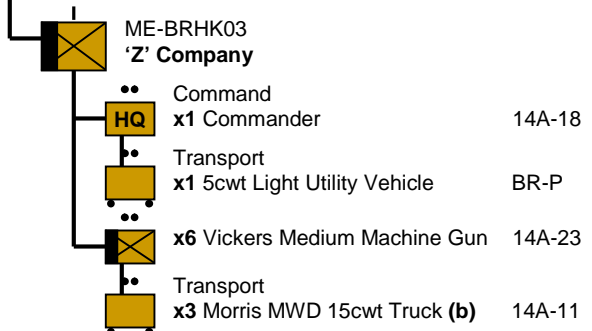 ME-BRHK03
‘Z’ Company
Command
HQ x1 Commander 14A-18
Transport
x1 5cwt Light Utility Vehicle BR-P
x6 Vickers Medium Machine Gun 14A-23
Transport
x3 Morris MWD 15cwt Truck (b) 14A-11